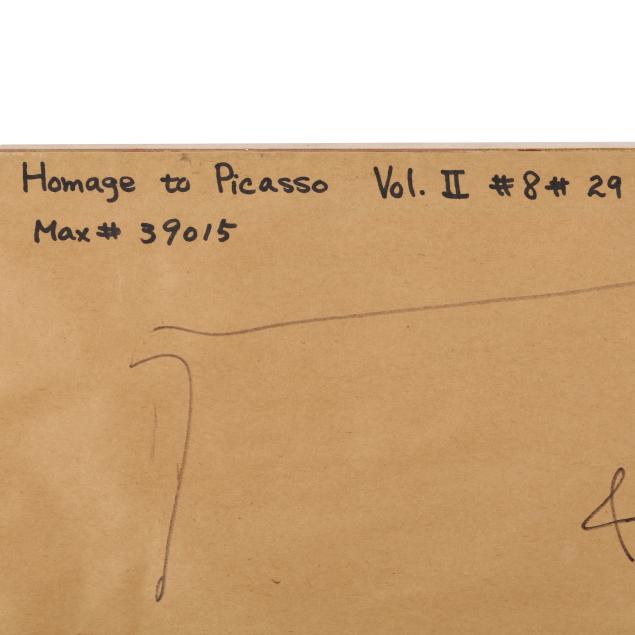 Homage to Picasso Vol. II #8# 29
Max# 39015